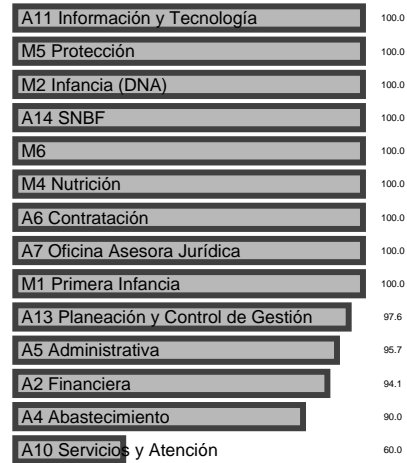 A11 Información y Tecnología 100.0
M5 Protección 100.0
M2 Infancia (DNA) 100.0
A14 SNBF 100.0
M6 100.0
M4 Nutrición 100.0
A6 Contratación 100.0
A7 Oficina Asesora Jurídica 100.0
M1 Primera Infancia 100.0
A13 Planeación y Control de Gestión 97.6
A5 Administrativa 95.7
A2 Financiera 94.1
A4 Abastecimiento 90.0
A10 Servicios y Atención 60.0